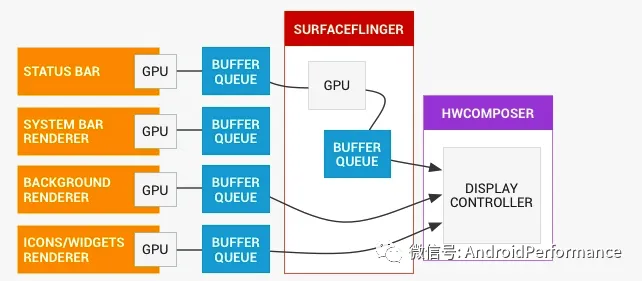 SURFACEFLINGER
STATUS BAR
GPU
BUFFER
QUEUE
GPU
SYSTEM BAR
RENDERER
GPU
BUFFER
QUEUE
BUFFER
QUEUE
HWCOMPOSER
BACKGROUND
RENDERER
GPU
BUFFER
QUEUE
DISPLAY
CONTROLLER
ICONS/WIDGETS
RENDERER
GPU
BUFFER
QUEUE
微信号: AndroidPerformance